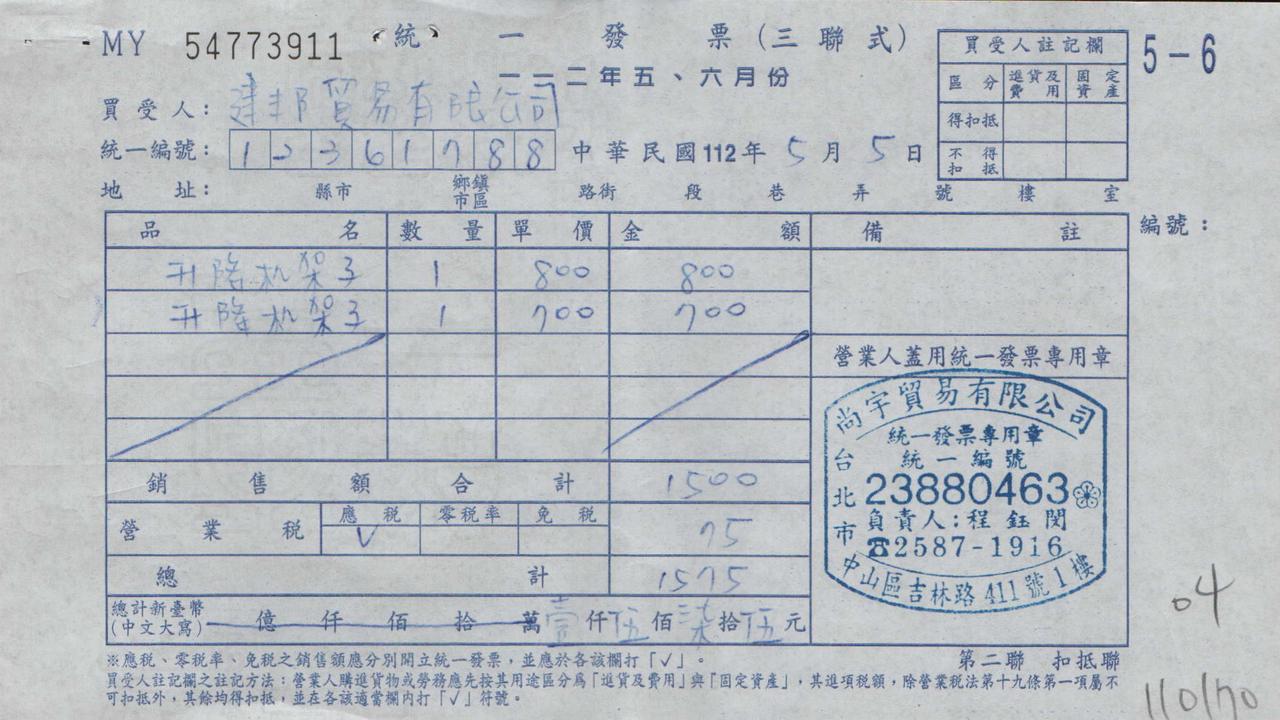 MY 54773911 統一發票(三聯式) 5-6
一一二年五、六月份
買受人: 建邦貿易有限公司
統一編號: 12361788 中華民國112年5月5日
地址: 縣市 鄉鎮市區 路街 段 巷 弄 號 樓 室
買受人註記欄
區分 進貨及費用 固定資產
得扣抵
不得扣抵
編號:
品名 數量 單價 金額 備註
升降机架子 1 800 800
升降机架子 1 700 700
營業人蓋用統一發票專用章
銷售額合計 1500
營業稅 應稅 零稅率 免稅 75
V
總計 1575
總計新臺幣(中文大寫) 億仟佰拾萬壹仟伍佰柒拾伍元
尚宇貿易有限公司
統一發票專用章
統一編號
23880463
負責人:程鈺閔
☎2587-1916
台北市
中山區吉林路411號1樓
※應稅、零稅率、免稅之銷售額應分別開立統一發票,並應於各該欄打「√」。
第二聯 扣抵聯
買受人註記欄之註記方法:營業人購進貨物或勞務應先按其用途區分為「進貨及費用」與「固定資產」,其進項稅額,除營業稅法第十九條第一項屬不
可扣抵外,其餘均得扣抵,並在各該適當欄內打「√」符號。
04
110170